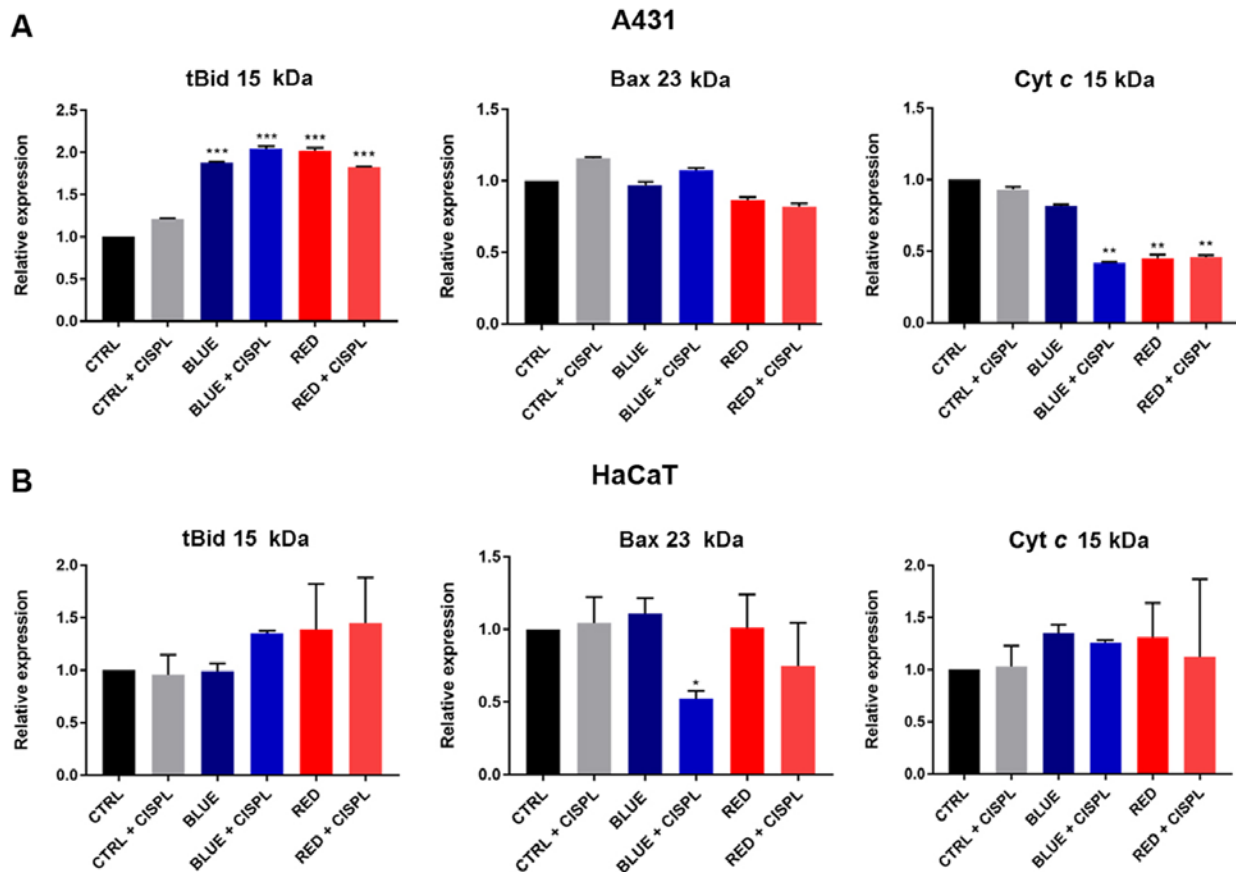 A
A431
tBid 15 kDa
Relative expression
2.5
2.0
1.5
1.0
0.5
0.0
***
***
***
***
CTRL
CTRL + CISPL
BLUE
BLUE + CISPL
RED
RED + CISPL
Bax 23 kDa
Relative expression
1.5
1.0
0.5
0.0
CTRL
CTRL + CISPL
BLUE
BLUE + CISPL
RED
RED + CISPL
Cyt c 15 kDa
Relative expression
1.5
1.0
0.5
0.0
**
**
**
CTRL
CTRL + CISPL
BLUE
BLUE + CISPL
RED
RED + CISPL
B
HaCaT
tBid 15 kDa
Relative expression
2.0
1.5
1.0
0.5
0.0
CTRL
CTRL + CISPL
BLUE
BLUE + CISPL
RED
RED + CISPL
Bax 23 kDa
Relative expression
1.5
1.0
0.5
0.0
*
CTRL
CTRL + CISPL
BLUE
BLUE + CISPL
RED
RED + CISPL
Cyt c 15 kDa
Relative expression
2.0
1.5
1.0
0.5
0.0
CTRL
CTRL + CISPL
BLUE
BLUE + CISPL
RED
RED + CISPL